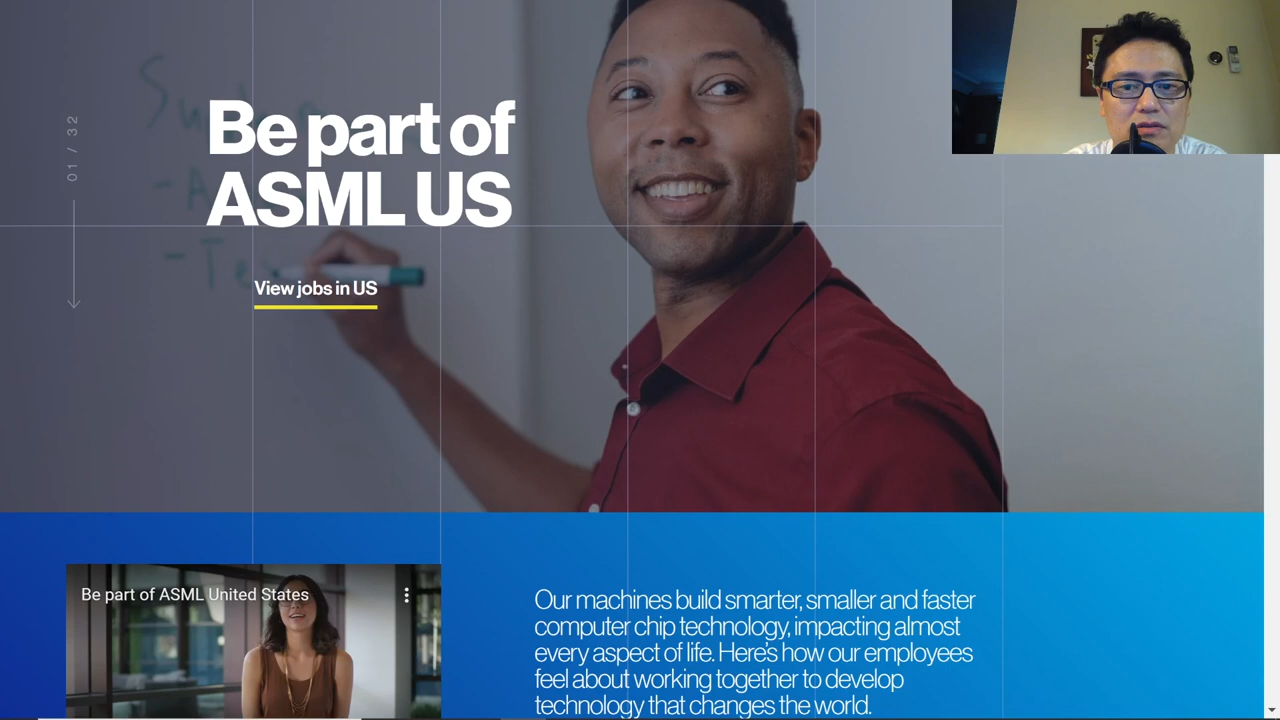 01 / 32
Be part of
ASML US
View jobs in US
Be part of ASML United States
Our machines build smarter, smaller and faster
computer chip technology, impacting almost
every aspect of life. Here's how our employees
feel about working together to develop
technology that changes the world.